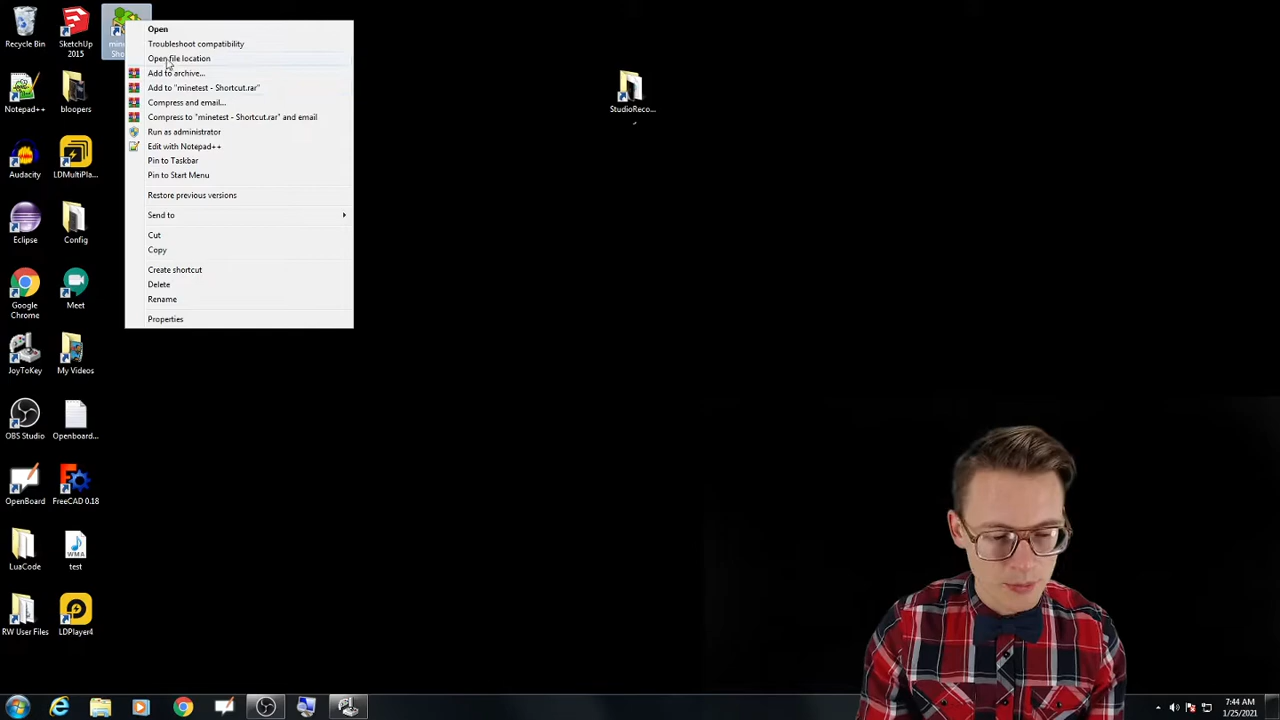 Recycle Bin
SketchUp 2015
Notepad++
bloopers
Audacity
LDMultiPla...
Eclipse
Config
Google Chrome
Meet
JoyToKey
My Videos
OBS Studio
Openboard...
OpenBoard
FreeCAD 0.18
LuaCode
test
RW User Files
LDPlayer4
Open
Troubleshoot compatibility
Open file location
Add to archive...
Add to "minetest - Shortcut.rar"
Compress and email...
Compress to "minetest - Shortcut.rar" and email
Run as administrator
Edit with Notepad++
Pin to Taskbar
Pin to Start Menu
Restore previous versions
Send to
Cut
Copy
Create shortcut
Delete
Rename
Properties
StudioReco...
WMA
7:44 AM
1/25/2021